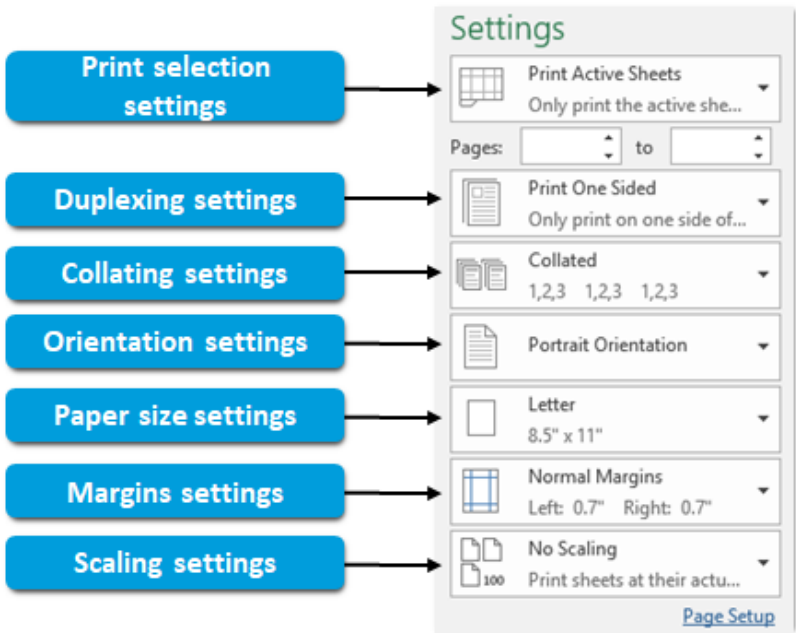 Settings
Print selection
settings
Print Active Sheets
Only print the active she...
Pages:
to
Duplexing settings
Print One Sided
Only print on one side of...
Collating settings
Collated
1,2,3 1,2,3 1,2,3
Orientation settings
Portrait Orientation
Paper size settings
Letter
8.5" x 11"
Margins settings
Normal Margins
Left: 0.7" Right: 0.7"
Scaling settings
No Scaling
100
Print sheets at their actu...
Page Setup